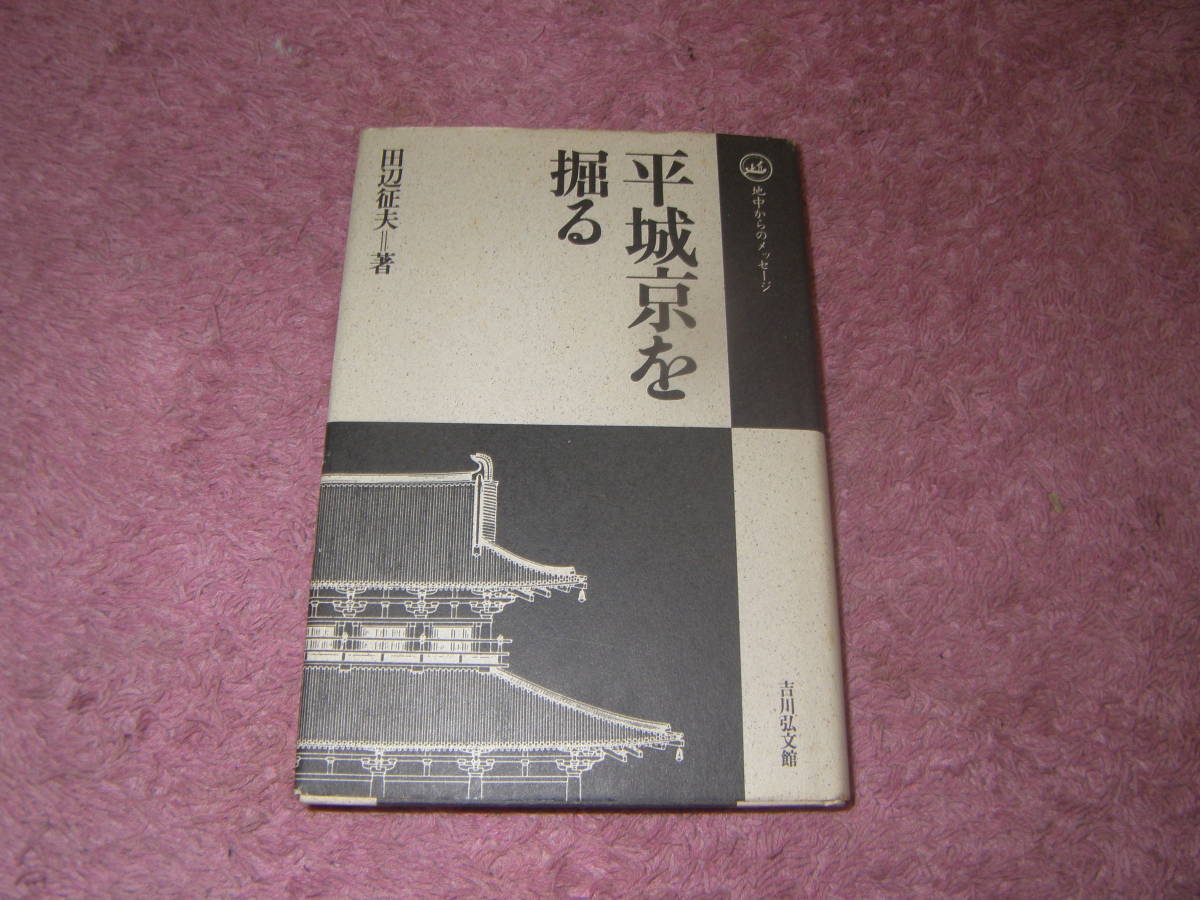 地中からのメッセージ
平城京を
掘る
田辺征夫＝著
吉川弘文館